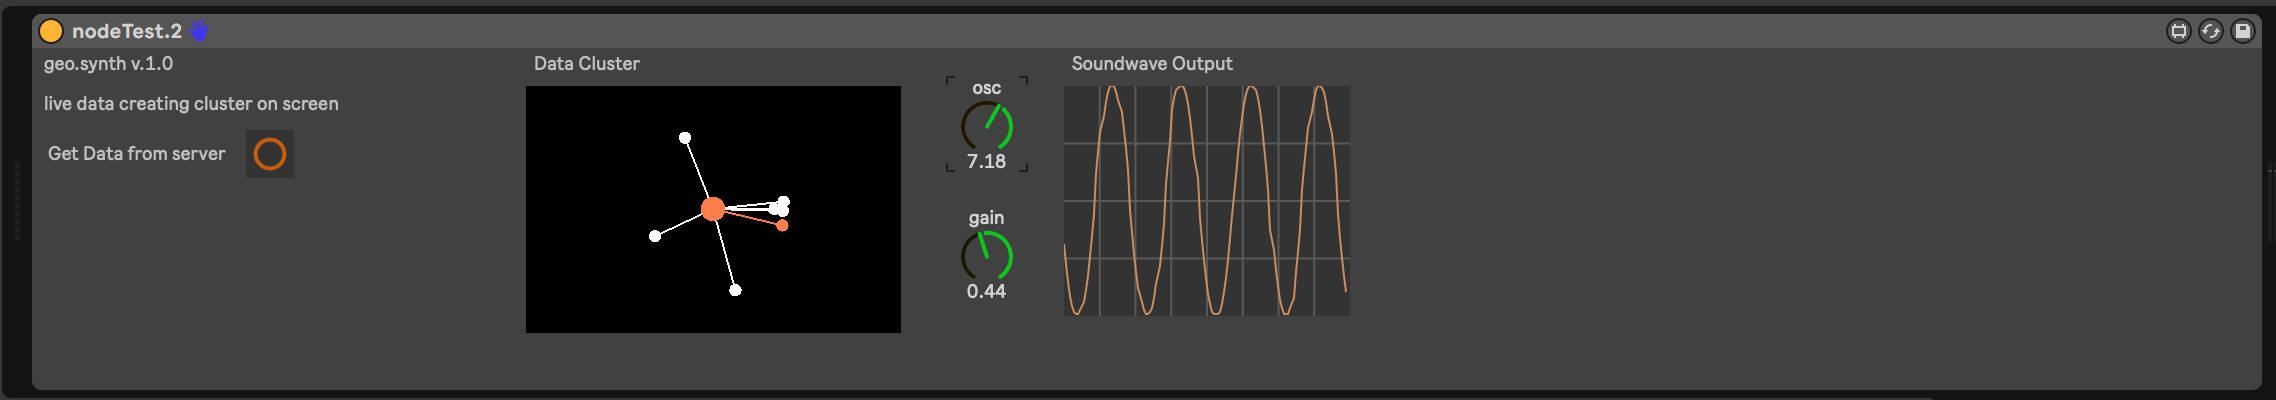 nodeTest.2
geo.synth v.1.0
live data creating cluster on screen
Get Data from server
Data Cluster
osc
7.18
gain
0.44
Soundwave Output